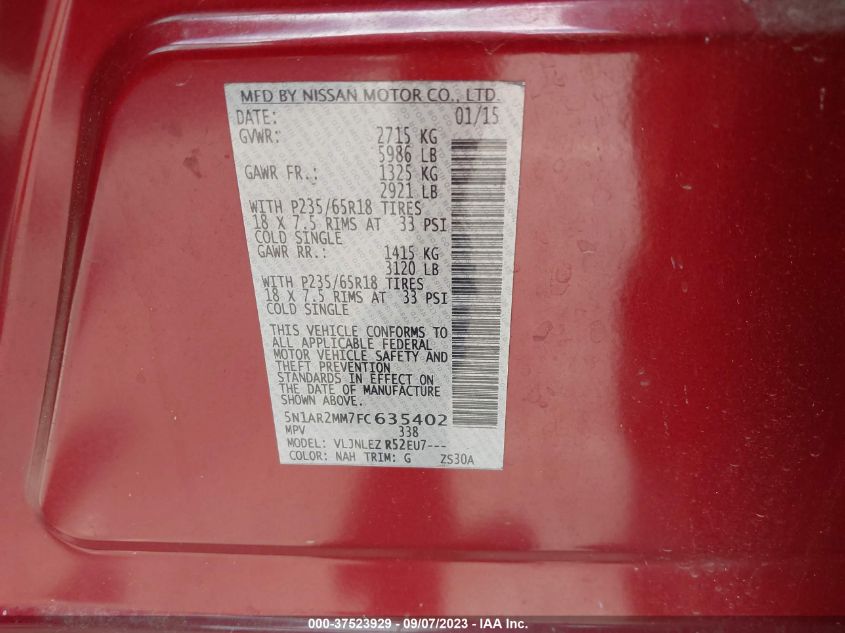 MFD BY NISSAN MOTOR CO., LTD.
DATE: 01/15
GVWR: 2715 KG
5986 LB
GAWR FR.: 1325 KG
2921 LB
WITH P235/65R18 TIRES
18 X 7.5 RIMS AT 33 PSI
COLD SINGLE
GAWR RR.: 1415 KG
3120 LB
WITH P235/65R18 TIRES
18 X 7.5 RIMS AT 33 PSI
COLD SINGLE
THIS VEHICLE CONFORMS TO
ALL APPLICABLE FEDERAL
MOTOR VEHICLE SAFETY AND
THEFT PREVENTION
STANDARDS IN EFFECT ON
THE DATE OF MANUFACTURE
SHOWN ABOVE.
5N1AR2MM7FC635402
MPV 338
MODEL: VLJNLEZ R52EU7---
COLOR: NAH TRIM: G ZS30A
000-37523929 - 09/07/2023 - IAA Inc.